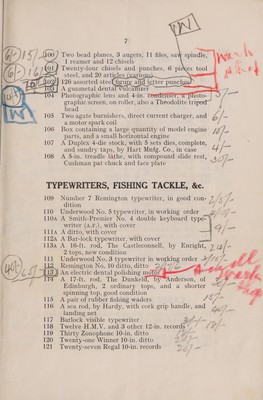 7
100 Two bead planes, 3 augers, 11 files, saw spindle,
1 reamer and 12 chisels
101 Twenty-four chisels and punches, 6 pieces tool
steel, and 20 articles (various)
102 126 assorted steel figure and letter punches
103 A gunmetal dental vulcanizer
104 Photographic lens and 4-in. condenser, a photo-
graphic screen, on roller, also a Theodolite tripod
head
105 Two agate burnishers, direct current charger, and
a motor spark coil
106 Box containing a large quantity of model engine
parts, and a small horizontal engine
107 A Duplex 4-die stock, with 5 sets dies, complete,
and sundry taps, by Hart Manfg. Co, in case
108 A 5-in. treadle lathe, with compound slide rest,
Cushman pat chuck and face plate
TYPEWRITERS, FISHING TACKLE, &c.
109 Number 7 Remington typewriter, in good con-
dition
110 Underwood No. 5 typewriter, in working order
110A A Smith-Premier No. 4 double keyboard type-
writer (A.F.), with cover
111A A ditto, with cover
112A A Bar-lock typewriter, with cover
113A A 16-ft. rod, The Castleconnell, by Enright,
2 tops, new condition
111 Underwood No. 3 typewriter in working order
112 Remington No. 10 ditto, ditto
113 An electric dental polishing motor
114 A 17-ft. rod, The Dunkeld, by Anderson, of
Edinburgh, 2 ordinary tops, and a shorter
spinning top, good condition
115 A pair of rubber fishing waders
116 A sea rod, by Hardy, with cork grip handle, and
landing net
117 Barlock visible typewriter
118 Twelve H.M.V. and 3 other 12-in. records
119 Thirty Zonophone 10-in. ditto
120 Twenty-one Winner 10-in. ditto
121 Twenty-seven Regal 10-in. records